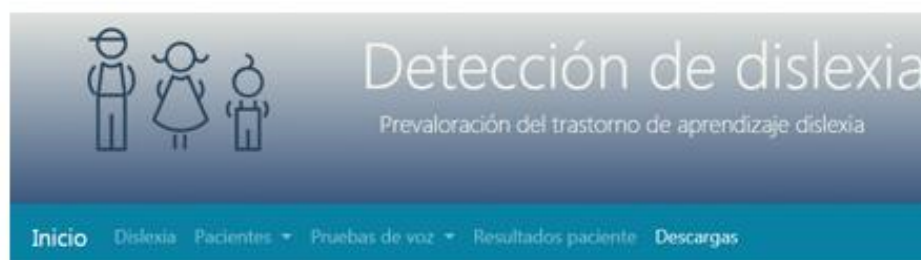 Detección de dislexia
Prevaloración del trastorno de aprendizaje dislexia
Inicio Dislexia Pacientes Pruebas de voz Resultados paciente Descargas